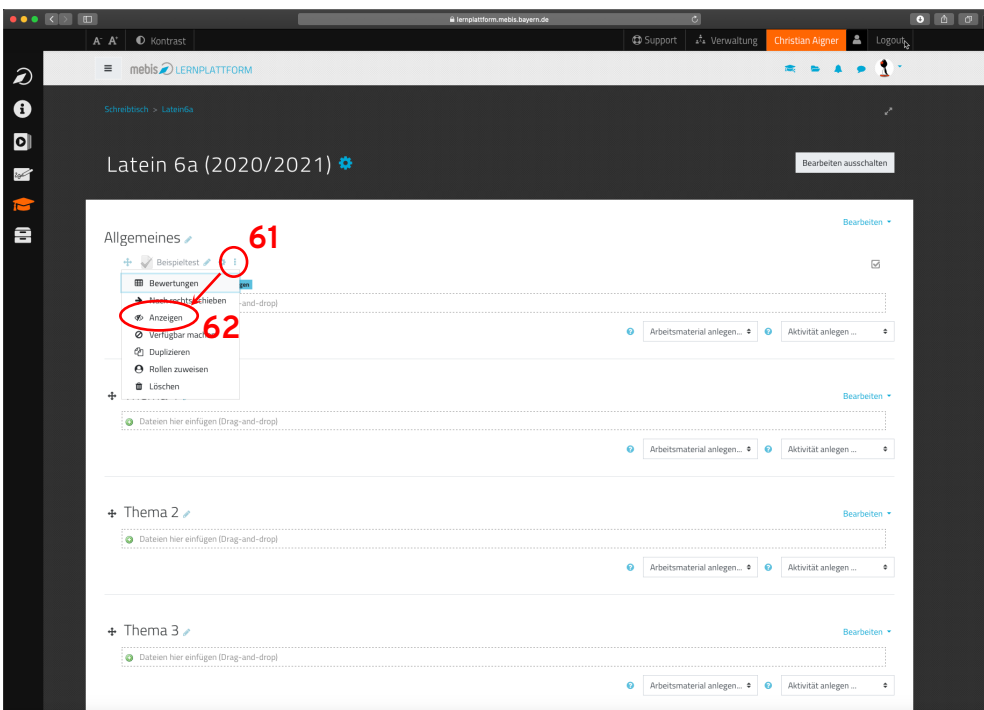 lernplattform.mebis.bayern.de
A- A+ Kontrast Support Verwaltung Christian Aigner Logout
mebis LERNPLATTFORM
Schreibtisch > Latein6a
Latein 6a (2020/2021) Bearbeiten ausschalten
Bearbeiten
Allgemeines
61
Beispieltest
Bewertungen
Nach rechts schieben
-and-drop)
Anzeigen
62
Verfügbar machen
Arbeitsmaterial anlegen... Aktivität anlegen ...
Duplizieren
Rollen zuweisen
Löschen
Bearbeiten
Dateien hier einfügen (Drag-and-drop)
Arbeitsmaterial anlegen... Aktivität anlegen ...
Thema 2 Bearbeiten
Dateien hier einfügen (Drag-and-drop)
Arbeitsmaterial anlegen... Aktivität anlegen ...
Thema 3 Bearbeiten
Dateien hier einfügen (Drag-and-drop)
Arbeitsmaterial anlegen... Aktivität anlegen ...